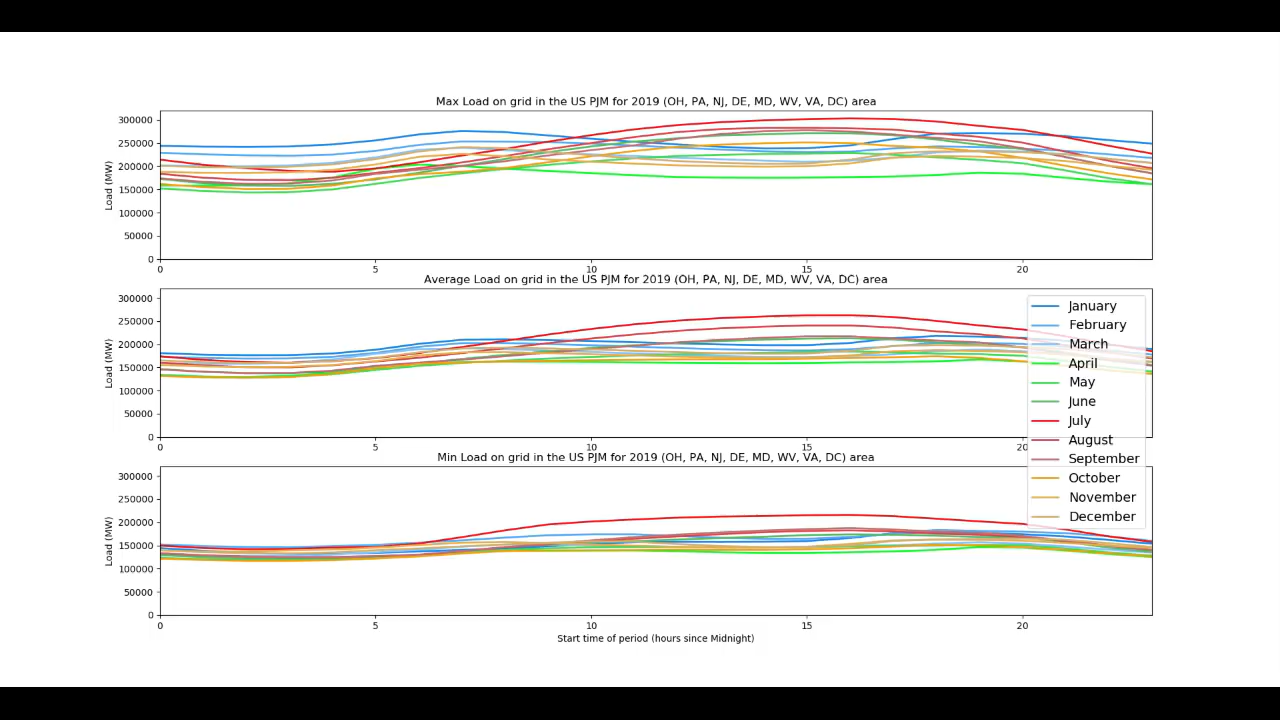 Max Load on grid in the US PJM for 2019 (OH, PA, NJ, DE, MD, WV, VA, DC) area
Load (MW)
300000
250000
200000
150000
100000
50000
0
0 5 10 15 20
Average Load on grid in the US PJM for 2019 (OH, PA, NJ, DE, MD, WV, VA, DC) area
Load (MW)
300000
250000
200000
150000
100000
50000
0
0 5 10 15 20
January
February
March
April
May
June
July
August
September
October
November
December
Min Load on grid in the US PJM for 2019 (OH, PA, NJ, DE, MD, WV, VA, DC) area
Load (MW)
300000
250000
200000
150000
100000
50000
0
0 5 10 15 20
Start time of period (hours since Midnight)